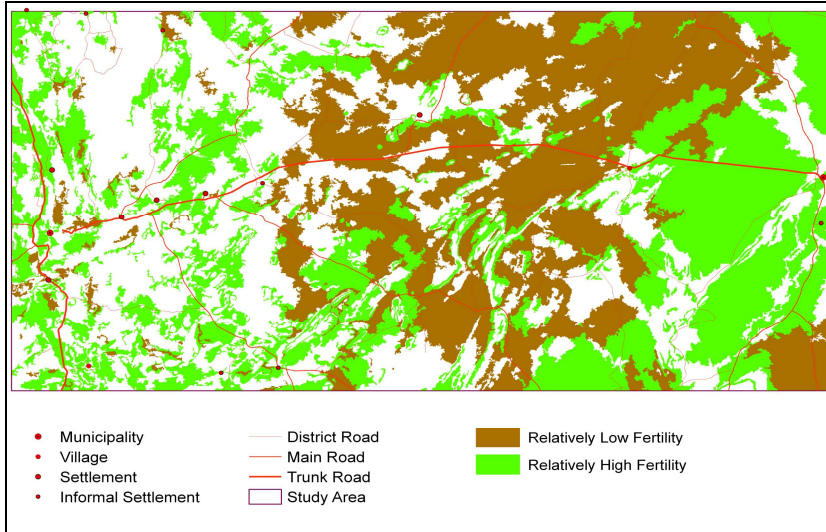 Municipality
Village
Settlement
Informal Settlement
District Road
Main Road
Trunk Road
Study Area
Relatively Low Fertility
Relatively High Fertility